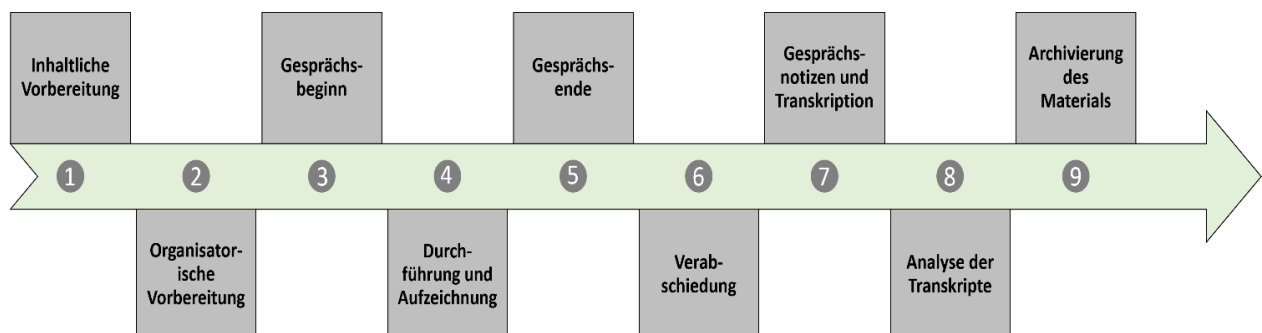 Inhaltliche
Vorbereitung
Gesprächs-
beginn
Gesprächs-
ende
Gesprächs-
notizen und
Transkription
Archivierung
des
Materials
1
2
3
4
5
6
7
8
9
Organisator-
ische
Vorbereitung
Durch-
führung und
Aufzeichnung
Verab-
schiedung
Analyse der
Transkripte